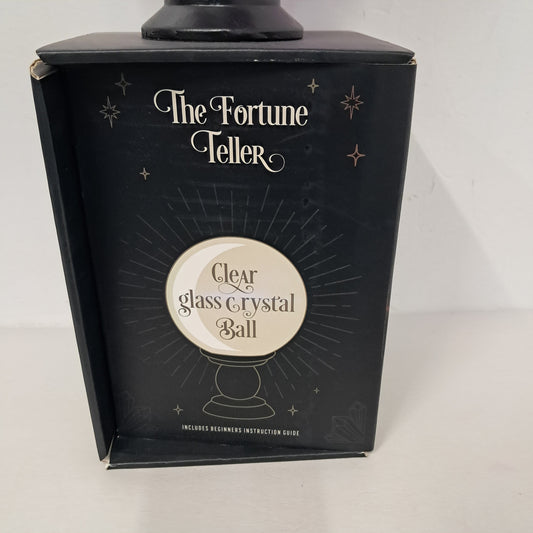 The Fortune
Teller
Clear
glass crystal
Ball
INCLUDES BEGINNERS INSTRUCTION GUIDE